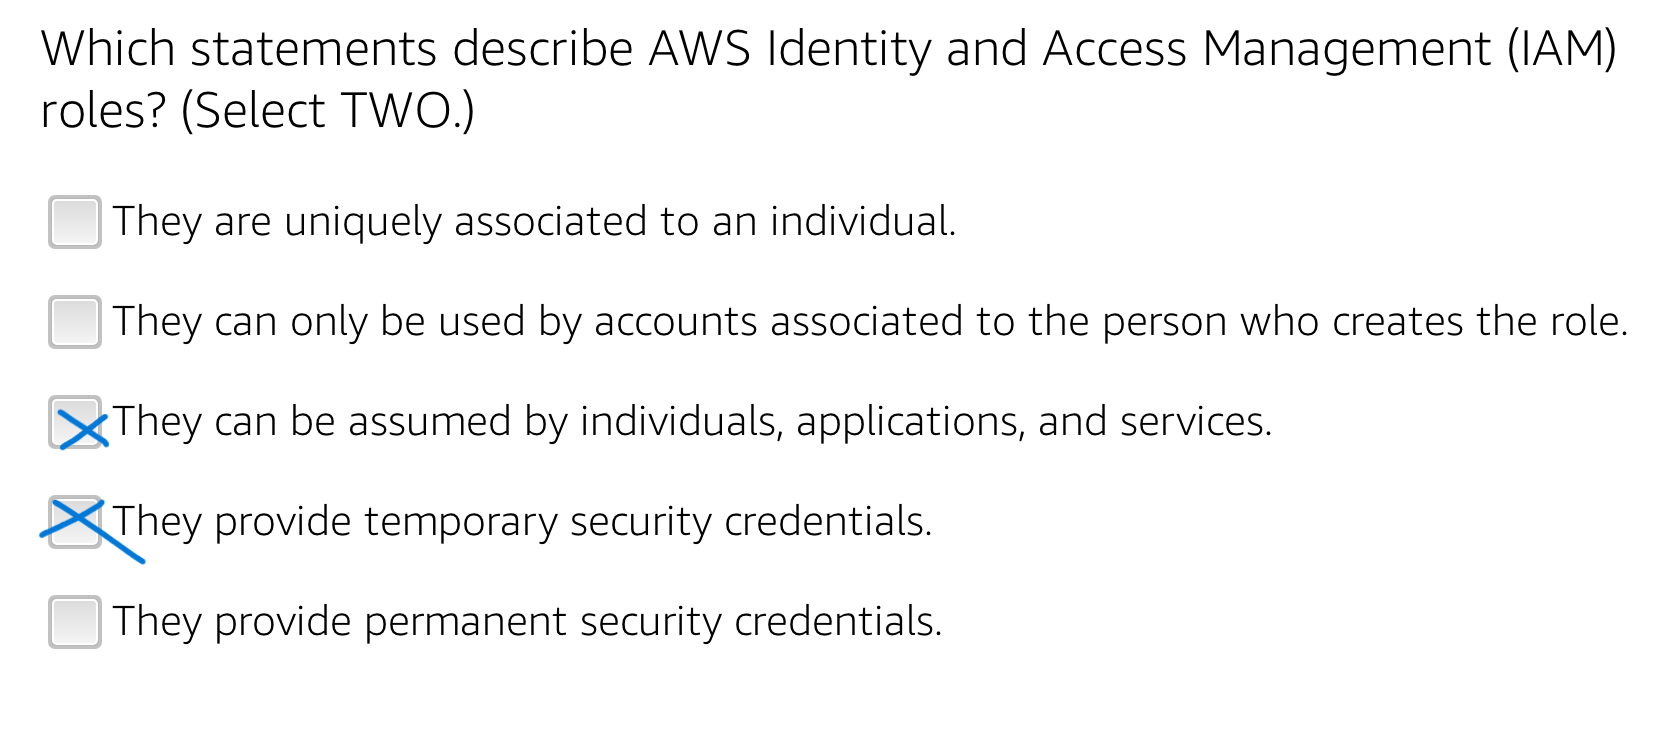 Which statements describe AWS Identity and Access Management (IAM)
roles? (Select TWO.)
They are uniquely associated to an individual.
They can only be used by accounts associated to the person who creates the role.
They can be assumed by individuals, applications, and services.
They provide temporary security credentials.
They provide permanent security credentials.